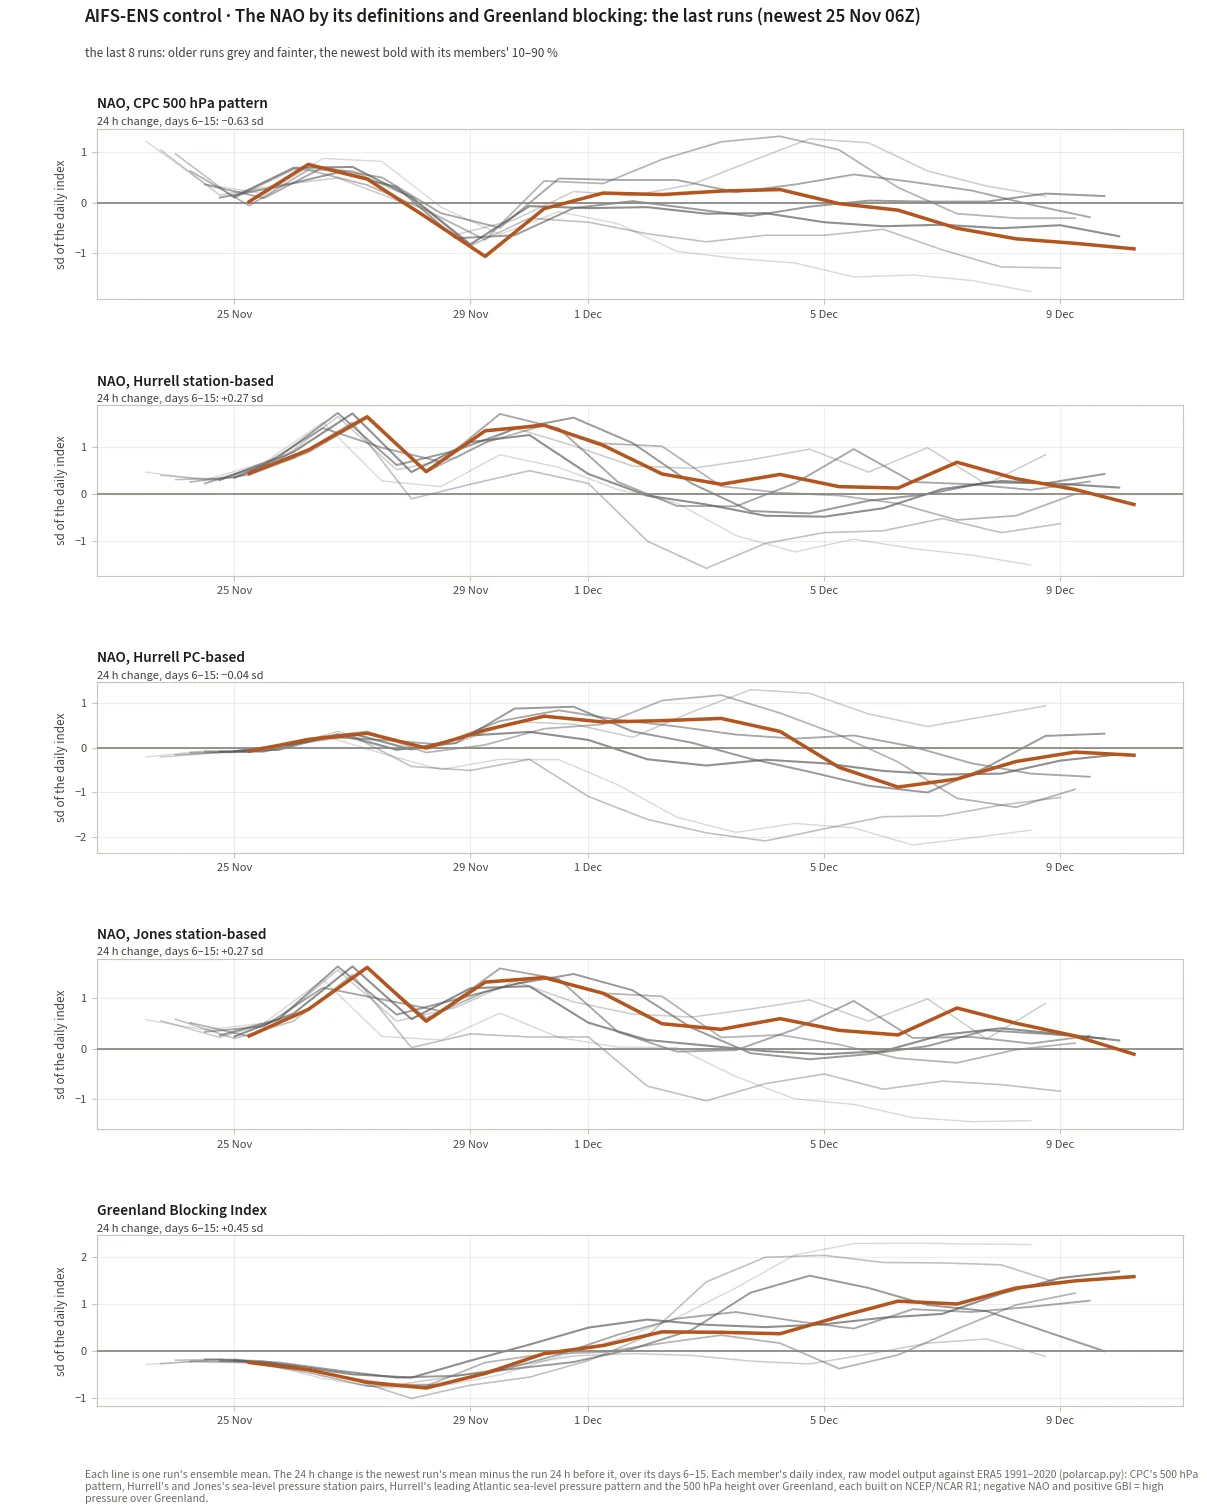 AIFS-ENS control · The NAO by its definitions and Greenland blocking: the last runs (newest 25 Nov 06Z)
the last 8 runs: older runs grey and fainter, the newest bold with its members' 10–90 %
NAO, CPC 500 hPa pattern
24 h change, days 6–15: −0.63 sd
sd of the daily index
1
0
−1
25 Nov
29 Nov
1 Dec
5 Dec
9 Dec
NAO, Hurrell station-based
24 h change, days 6–15: +0.27 sd
sd of the daily index
1
0
−1
25 Nov
29 Nov
1 Dec
5 Dec
9 Dec
NAO, Hurrell PC-based
24 h change, days 6–15: −0.04 sd
sd of the daily index
1
0
−1
−2
25 Nov
29 Nov
1 Dec
5 Dec
9 Dec
NAO, Jones station-based
24 h change, days 6–15: +0.27 sd
sd of the daily index
1
0
−1
25 Nov
29 Nov
1 Dec
5 Dec
9 Dec
Greenland Blocking Index
24 h change, days 6–15: +0.45 sd
sd of the daily index
2
1
0
−1
25 Nov
29 Nov
1 Dec
5 Dec
9 Dec
Each line is one run's ensemble mean. The 24 h change is the newest run's mean minus the run 24 h before it, over its days 6–15. Each member's daily index, raw model output against ERA5 1991–2020 (polarcap.py): CPC's 500 hPa
pattern, Hurrell's and Jones's sea-level pressure station pairs, Hurrell's leading Atlantic sea-level pressure pattern and the 500 hPa height over Greenland, each built on NCEP/NCAR R1; negative NAO and positive GBI = high
pressure over Greenland.